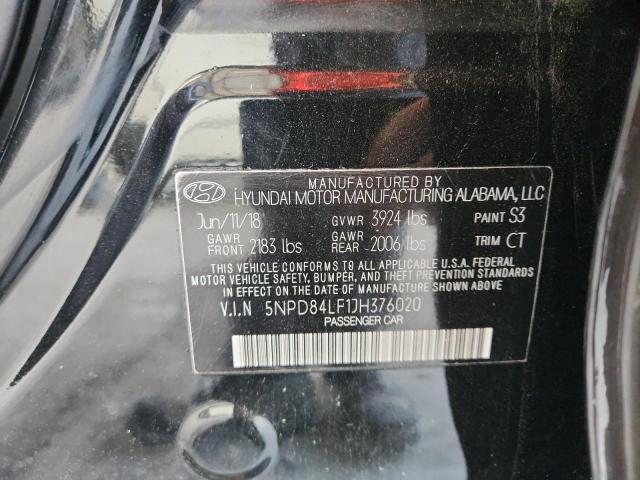 MANUFACTURED BY
HYUNDAI MOTOR MANUFACTURING ALABAMA, LLC
Jun/11/18 GVWR 3924 lbs PAINT S3
GAWR FRONT 2183 lbs GAWR REAR 2006 lbs TRIM CT
THIS VEHICLE CONFORMS TO ALL APPLICABLE U.S.A. FEDERAL
MOTOR VEHICLE SAFETY, BUMPER, AND THEFT PREVENTION STANDARDS
IN EFFECT ON THE DATE OF MANUFACTURE SHOWN ABOVE
V.I.N 5NPD84LF1JH376020
PASSENGER CAR